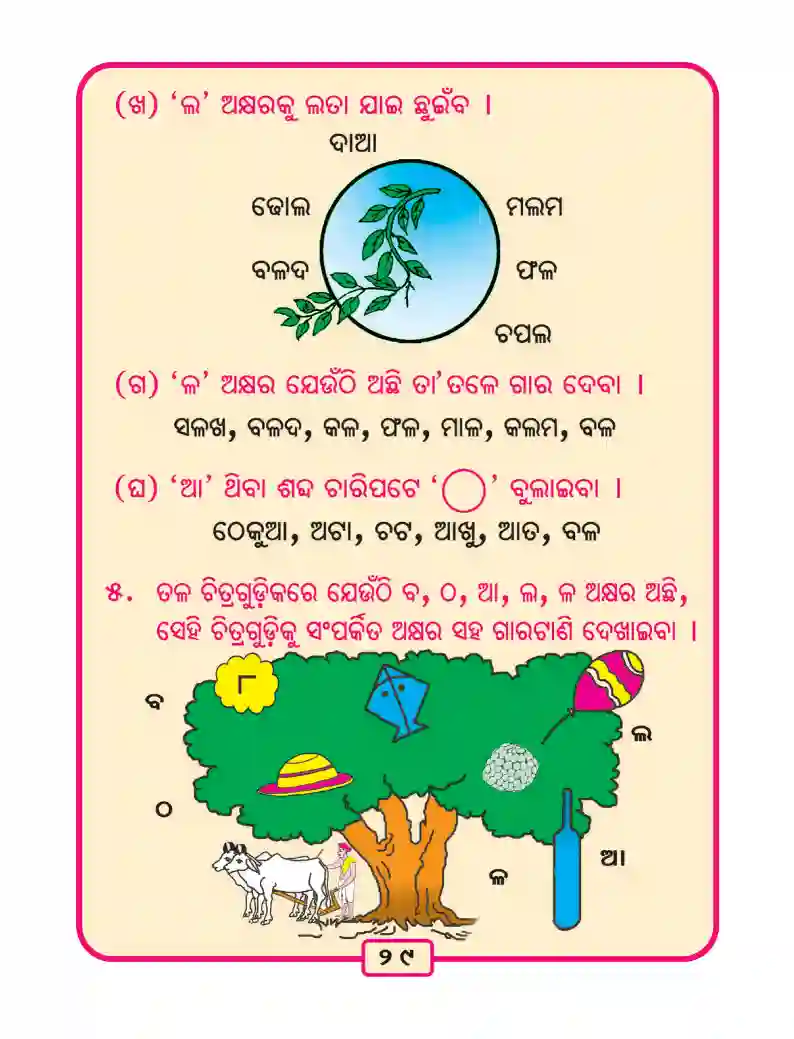 (ଖ) ‘ଲ’ ଅକ୍ଷରକୁ ଲତା ଯାଇ ଛୁଇଁବ ।
ଦାଆ
ଢୋଲ
ମଲମ
ବଳଦ
ଫଳ
ଚପଲ
(ଗ) ‘ଳ’ ଅକ୍ଷର ଯେଉଁଠି ଅଛି ତା’ତଳେ ଗାର ଦେବା ।
ସଳଖ, ବଳଦ, କଳ, ଫଳ, ମାଳ, କଲମ, ବଳ
(ଘ) ‘ଆ’ ଥିବା ଶବ୍ଦ ଚାରିପଟେ ‘◯’ ବୁଲାଇବା ।
ଠେକୁଆ, ଅଟା, ଚଟ, ଆଖୁ, ଆତ, ବଳ
୫. ତଳ ଚିତ୍ରଗୁଡ଼ିକରେ ଯେଉଁଠି ବ, ଠ, ଆ, ଲ, ଳ ଅକ୍ଷର ଅଛି,
ସେହି ଚିତ୍ରଗୁଡ଼ିକୁ ସଂପର୍କିତ ଅକ୍ଷର ସହ ଗାରଟାଣି ଦେଖାଇବା ।
୮
ବ
ଲ
ଠ
ଆ
ଳ
୨୯